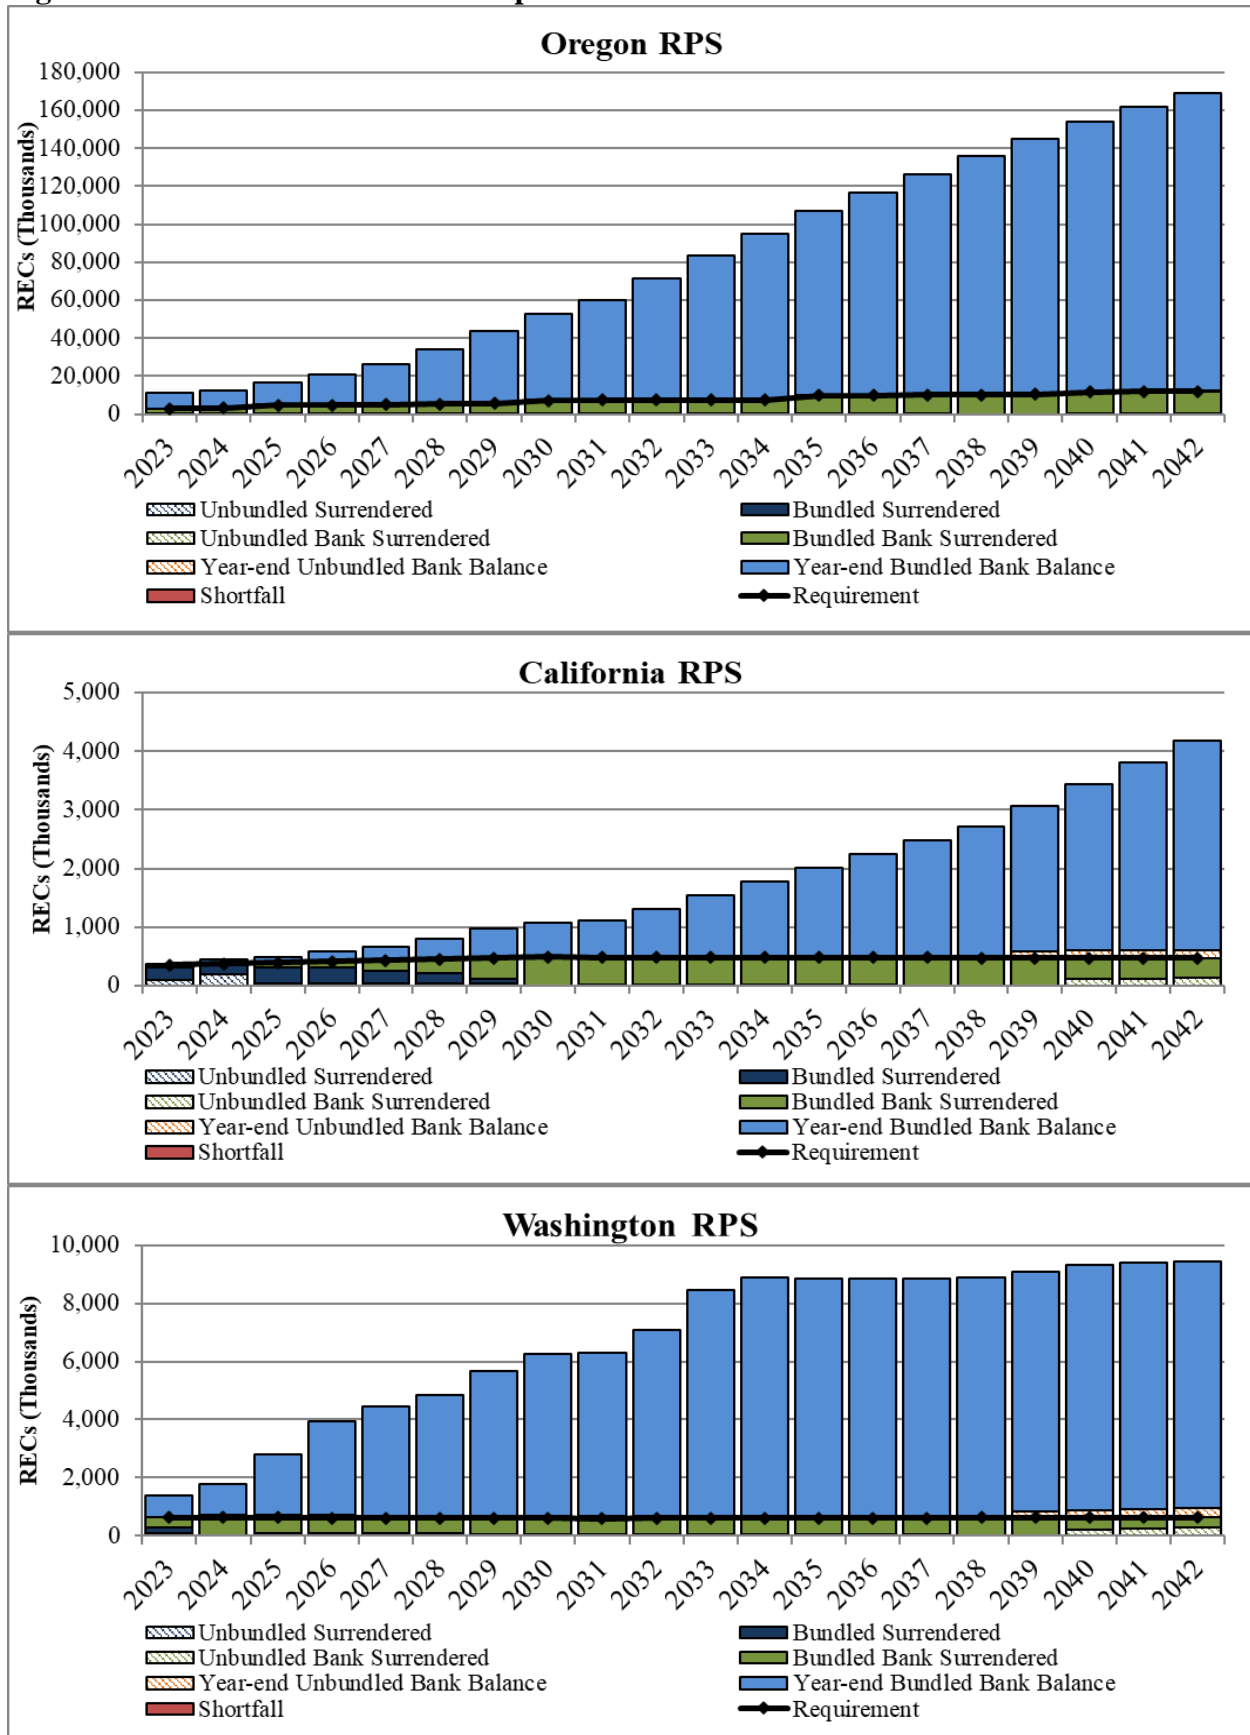 Oregon RPS
180,000
160,000
140,000
120,000
100,000
80,000
60,000
40,000
20,000
0
RECs (Thousands)
2023 2024 2025 2026 2027 2028 2029 2030 2031 2032 2033 2034 2035 2036 2037 2038 2039 2040 2041 2042
Unbundled Surrendered Bundled Surrendered
Unbundled Bank Surrendered Bundled Bank Surrendered
Year-end Unbundled Bank Balance Year-end Bundled Bank Balance
Shortfall Requirement
California RPS
5,000
4,000
3,000
2,000
1,000
0
RECs (Thousands)
2023 2024 2025 2026 2027 2028 2029 2030 2031 2032 2033 2034 2035 2036 2037 2038 2039 2040 2041 2042
Unbundled Surrendered Bundled Surrendered
Unbundled Bank Surrendered Bundled Bank Surrendered
Year-end Unbundled Bank Balance Year-end Bundled Bank Balance
Shortfall Requirement
Washington RPS
10,000
8,000
6,000
4,000
2,000
0
RECs (Thousands)
2023 2024 2025 2026 2027 2028 2029 2030 2031 2032 2033 2034 2035 2036 2037 2038 2039 2040 2041 2042
Unbundled Surrendered Bundled Surrendered
Unbundled Bank Surrendered Bundled Bank Surrendered
Year-end Unbundled Bank Balance Year-end Bundled Bank Balance
Shortfall Requirement